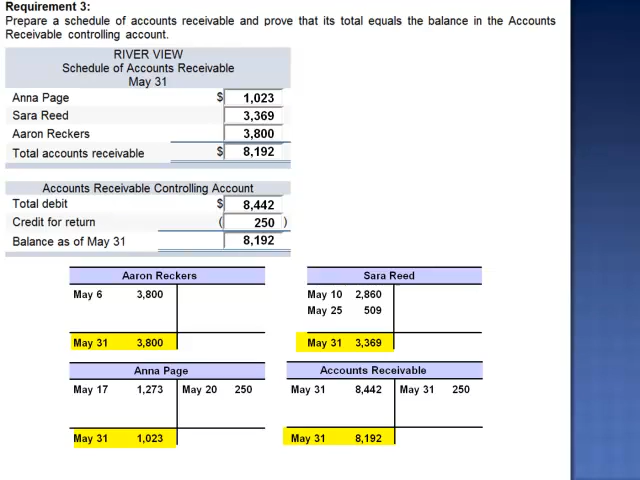 Requirement 3:
Prepare a schedule of accounts receivable and prove that its total equals the balance in the Accounts
Receivable controlling account.
RIVER VIEW
Schedule of Accounts Receivable
May 31
Anna Page $ 1,023
Sara Reed 3,369
Aaron Reckers 3,800
Total accounts receivable $ 8,192
Accounts Receivable Controlling Account
Total debit $ 8,442
Credit for return ( 250 )
Balance as of May 31 8,192
Aaron Reckers
May 6 3,800
May 31 3,800
Sara Reed
May 10 2,860
May 25 509
May 31 3,369
Anna Page
May 17 1,273 May 20 250
May 31 1,023
Accounts Receivable
May 31 8,442 May 31 250
May 31 8,192